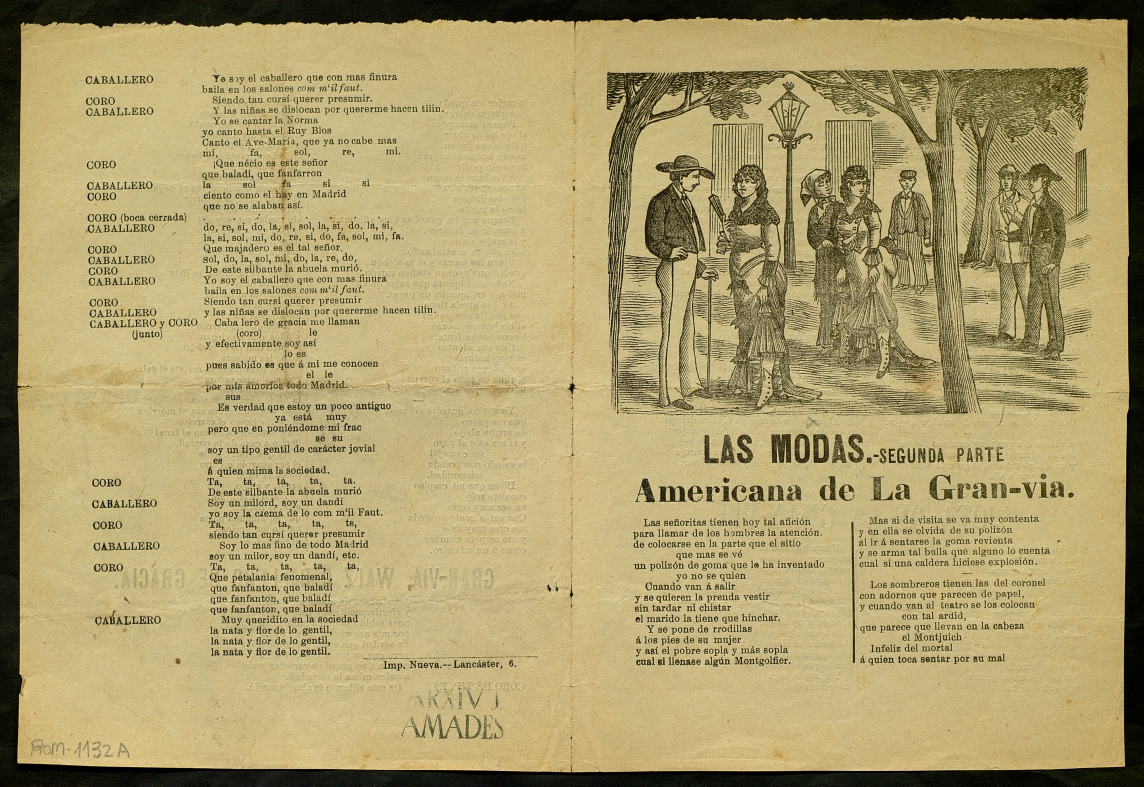 CABALLERO Yo soy el caballero que con mas finura
baila en los salones com m'il faut.
CORO Siendo tan cursí querer presumir.
CABALLERO Y las niñas se dislocan por quererme hacen tilin.
Yo se cantar la Norma
yo canto hasta el Ruy Blos
Canto el Ave-María, que ya no cabe mas
mí, fa, sol, re, mi.
CORO ¡Que nécio es este señor
que baladi, que fanfarron
CABALLERO la sol fa si si
CORO ciento como el hay en Madrid
que no se alaban así.
CORO (boca cerrada) . . . . . . . . .
CABALLERO do, re, si, do, la, si, sol, la, si, do, la, si,
la, si, sol, mi, do, re, si, do, fa, sol, mi, fa.
CORO Que majadero es el tal señor.
CABALLERO sol, do, la, sol, mi, do, la, re, do,
CORO De este silbante la abuela murió.
CABALLERO Yo soy el caballero que con mas finura
baila en los salones com m'il faut.
CORO Siendo tan cursi querer presumir
CABALLERO y las niñas se dislocan por quererme hacen tilin.
CABALLERO y CORO Caba lero de gracia me llaman
(junto) (coro) le
y efectivamente soy así
lo es
pues sabido es que á mi me conocen
el le
por mis amoríos todo Madrid.
sus
Es verdad que estoy un poco antiguo
ya está muy
pero que en poniéndome mi frac
se su
soy un tipo gentil de carácter jovial
es
á quien mima la sociedad.
CORO Ta, ta, ta, ta, ta.
De este silbante la abuela murió
CABALLERO Soy un milord, soy un dandí
yo soy la crema de lo com m'il Faut.
CORO Ta, ta, ta, ta, ts,
siendo tan cursí querer presumir
CABALLERO Soy lo mas fino de todo Madrid
soy un milor, soy un dandí, etc.
CORO Ta, ta, ta, ta, ta,
Que petalania fenomenal,
que fanfanton, que baladí
que fanfanton, que baladí
que fanfanton, que baladí
CABALLERO Muy queridito en la sociedad
la nata y flor de lo gentil,
la nata y flor de lo gentil,
la nata y flor de lo gentil.
Imp. Nueva.--Lancáster, 6.
ARXIV J.
AMADES
Rom-1132 A
LAS MODAS.-SEGUNDA PARTE
Americana de La Gran-via.
Las señoritas tienen hoy tal afición
para llamar de los hombres la atención.
de colocarse en la parte que el sitio
que mas se vé
un polizón de goma que le ha inventado
yo no se quién
Cuando van á salir
y se quieren la prenda vestir
sin tardar ni chistar
el marido la tiene que hinchar.
Y se pone de rrodillas
á los pies de su mujer
y así el pobre sopla y más sopla
cual si llenase algún Montgolfier.
Mas si de visita se va muy contenta
y en ella se olvida de su polizón
al ir á sentarse la goma revienta
y se arma tal bulla que alguno lo cuenta
cual si una caldera hiciese explosión.
Los sombreros tienen las del coronel
con adornos que parecen de papel,
y cuando van al teatro se los colocan
con tal ardid,
que parece que llevan en la cabeza
el Montjuich
Infeliz del mortal
á quien toca sentar por su mal